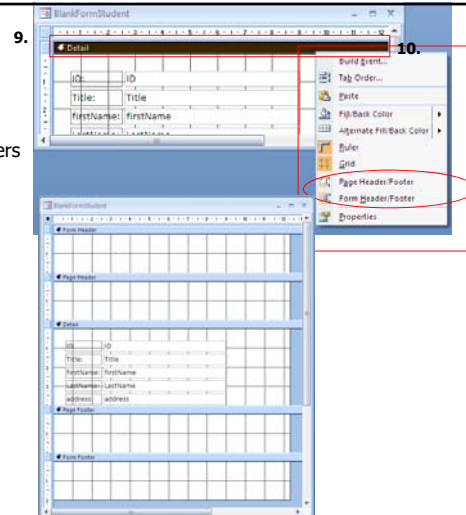 BlankFormStudent
9.
Detail
10.
ID: ID
Title: Title
firstName: firstName
LastName: LastName
ers
Build Event...
Tab Order...
Paste
Fill/Back Color
Alternate Fill/Back Color
Ruler
Grid
Page Header/Footer
Form Header/Footer
Properties
BlankFormStudent
Form Header
Page Header
Detail
ID: ID
Title: Title
firstName: firstName
LastName: LastName
address: address
Page Footer
Form Footer